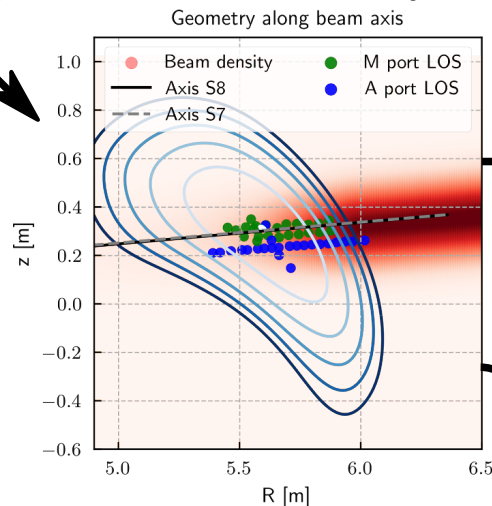 Geometry along beam axis
Beam density
Axis S8
Axis S7
M port LOS
A port LOS
1.0
0.8
0.6
0.4
0.2
0.0
−0.2
−0.4
−0.6
z [m]
5.0 5.5 6.0 6.5
R [m]